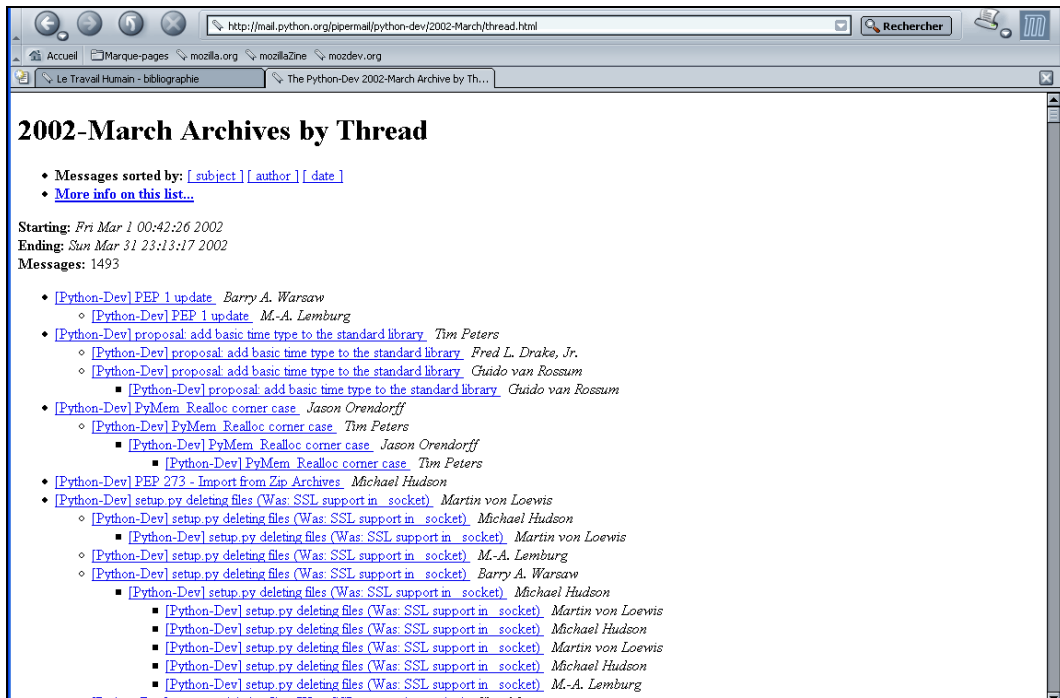 http://mail.python.org/pipermail/python-dev/2002-March/thread.html Rechercher
Accueil Marque-pages mozilla.org mozillaZine mozdev.org
Le Travail Humain - bibliographie The Python-Dev 2002-March Archive by Th...
2002-March Archives by Thread
Messages sorted by: [ subject ] [ author ] [ date ]
More info on this list...
Starting: Fri Mar 1 00:42:26 2002
Ending: Sun Mar 31 23:13:17 2002
Messages: 1493
[Python-Dev] PEP 1 update Barry A. Warsaw
[Python-Dev] PEP 1 update M.-A. Lemburg
[Python-Dev] proposal: add basic time type to the standard library Tim Peters
[Python-Dev] proposal: add basic time type to the standard library Fred L. Drake, Jr.
[Python-Dev] proposal: add basic time type to the standard library Guido van Rossum
[Python-Dev] proposal: add basic time type to the standard library Guido van Rossum
[Python-Dev] PyMem_Realloc corner case Jason Orendorff
[Python-Dev] PyMem_Realloc corner case Tim Peters
[Python-Dev] PyMem_Realloc corner case Jason Orendorff
[Python-Dev] PyMem_Realloc corner case Tim Peters
[Python-Dev] PEP 273 - Import from Zip Archives Michael Hudson
[Python-Dev] setup.py deleting files (Was: SSL support in _socket) Martin von Loewis
[Python-Dev] setup.py deleting files (Was: SSL support in _socket) Michael Hudson
[Python-Dev] setup.py deleting files (Was: SSL support in _socket) Martin von Loewis
[Python-Dev] setup.py deleting files (Was: SSL support in _socket) M.-A. Lemburg
[Python-Dev] setup.py deleting files (Was: SSL support in _socket) Barry A. Warsaw
[Python-Dev] setup.py deleting files (Was: SSL support in _socket) Michael Hudson
[Python-Dev] setup.py deleting files (Was: SSL support in _socket) Martin von Loewis
[Python-Dev] setup.py deleting files (Was: SSL support in _socket) Michael Hudson
[Python-Dev] setup.py deleting files (Was: SSL support in _socket) Martin von Loewis
[Python-Dev] setup.py deleting files (Was: SSL support in _socket) Michael Hudson
[Python-Dev] setup.py deleting files (Was: SSL support in _socket) M.-A. Lemburg